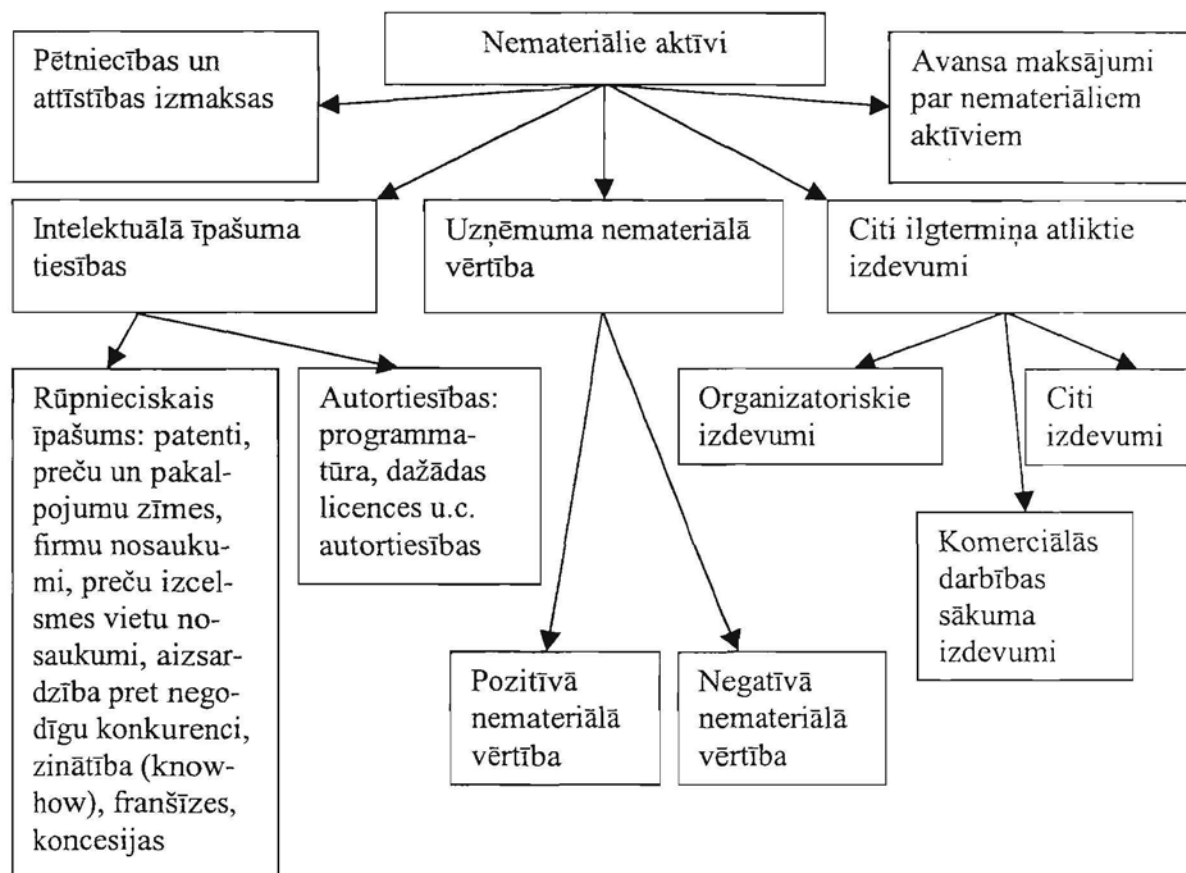 Nemateriālie aktīvi
Pētniecības un
attīstības izmaksas
Avansa maksājumi
par nemateriāliem
aktīviem
Intelektuālā īpašuma
tiesības
Uzņēmuma nemateriālā
vērtība
Citi ilgtermiņa atliktie
izdevumi
Rūpnieciskais
īpašums: patenti,
preču un pakal-
pojumu zīmes,
firmu nosauku-
mi, preču izcel-
smes vietu no-
saukumi, aizsar-
dzība pret nego-
dīgu konkurenci,
zinātība (know-
how), franšīzes,
koncesijas
Autortiesības:
programma-
tūra, dažādas
licences u.c.
autortiesības
Organizatoriskie
izdevumi
Citi
izdevumi
Komerciālās
darbības
sākuma
izdevumi
Pozitīvā
nemateriālā
vērtība
Negatīvā
nemateriālā
vērtība